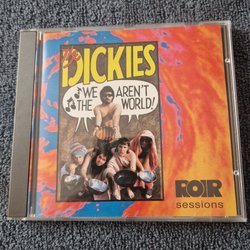 The
DICKIES
WE AREN'T
THE WORLD!
ROIR
sessions